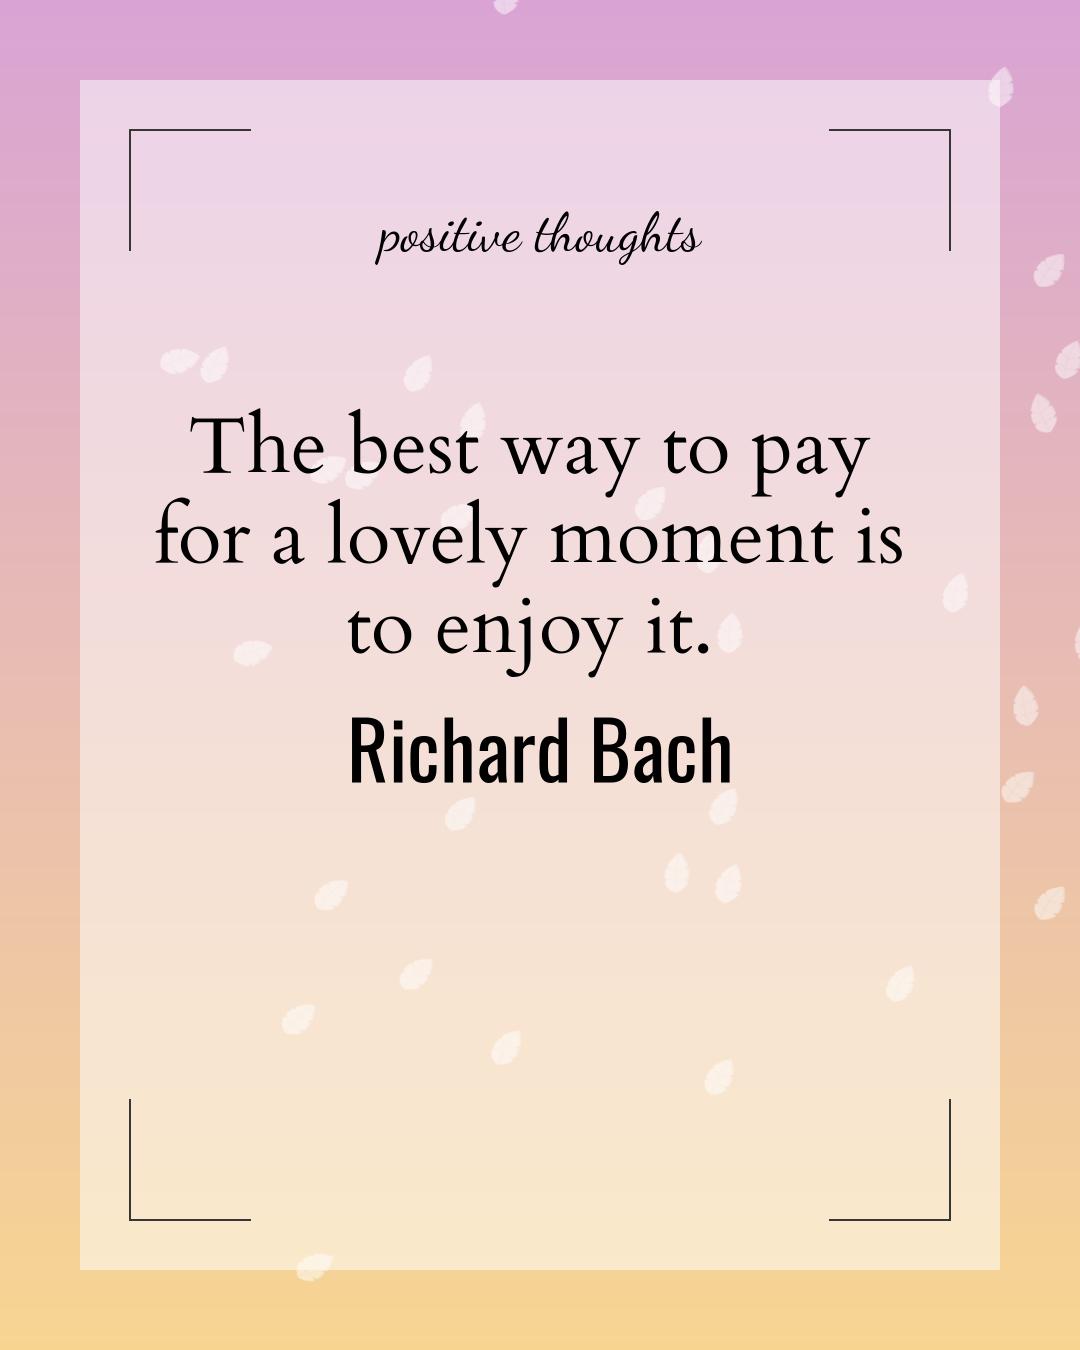 positive thoughts
The best way to pay
for a lovely moment is
to enjoy it.
Richard Bach